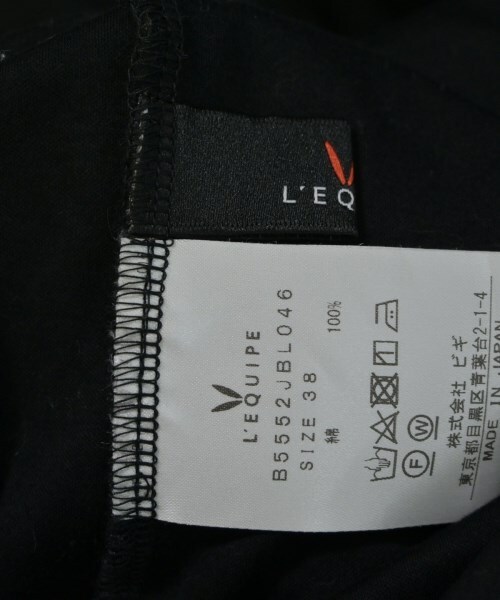 L'EQ
L'EQUIPE
B5552JBL046
SIZE 38
綿 100%
F W
株式会社 ビギ
東京都目黒区青葉台2-1-4
MADE IN JAPAN